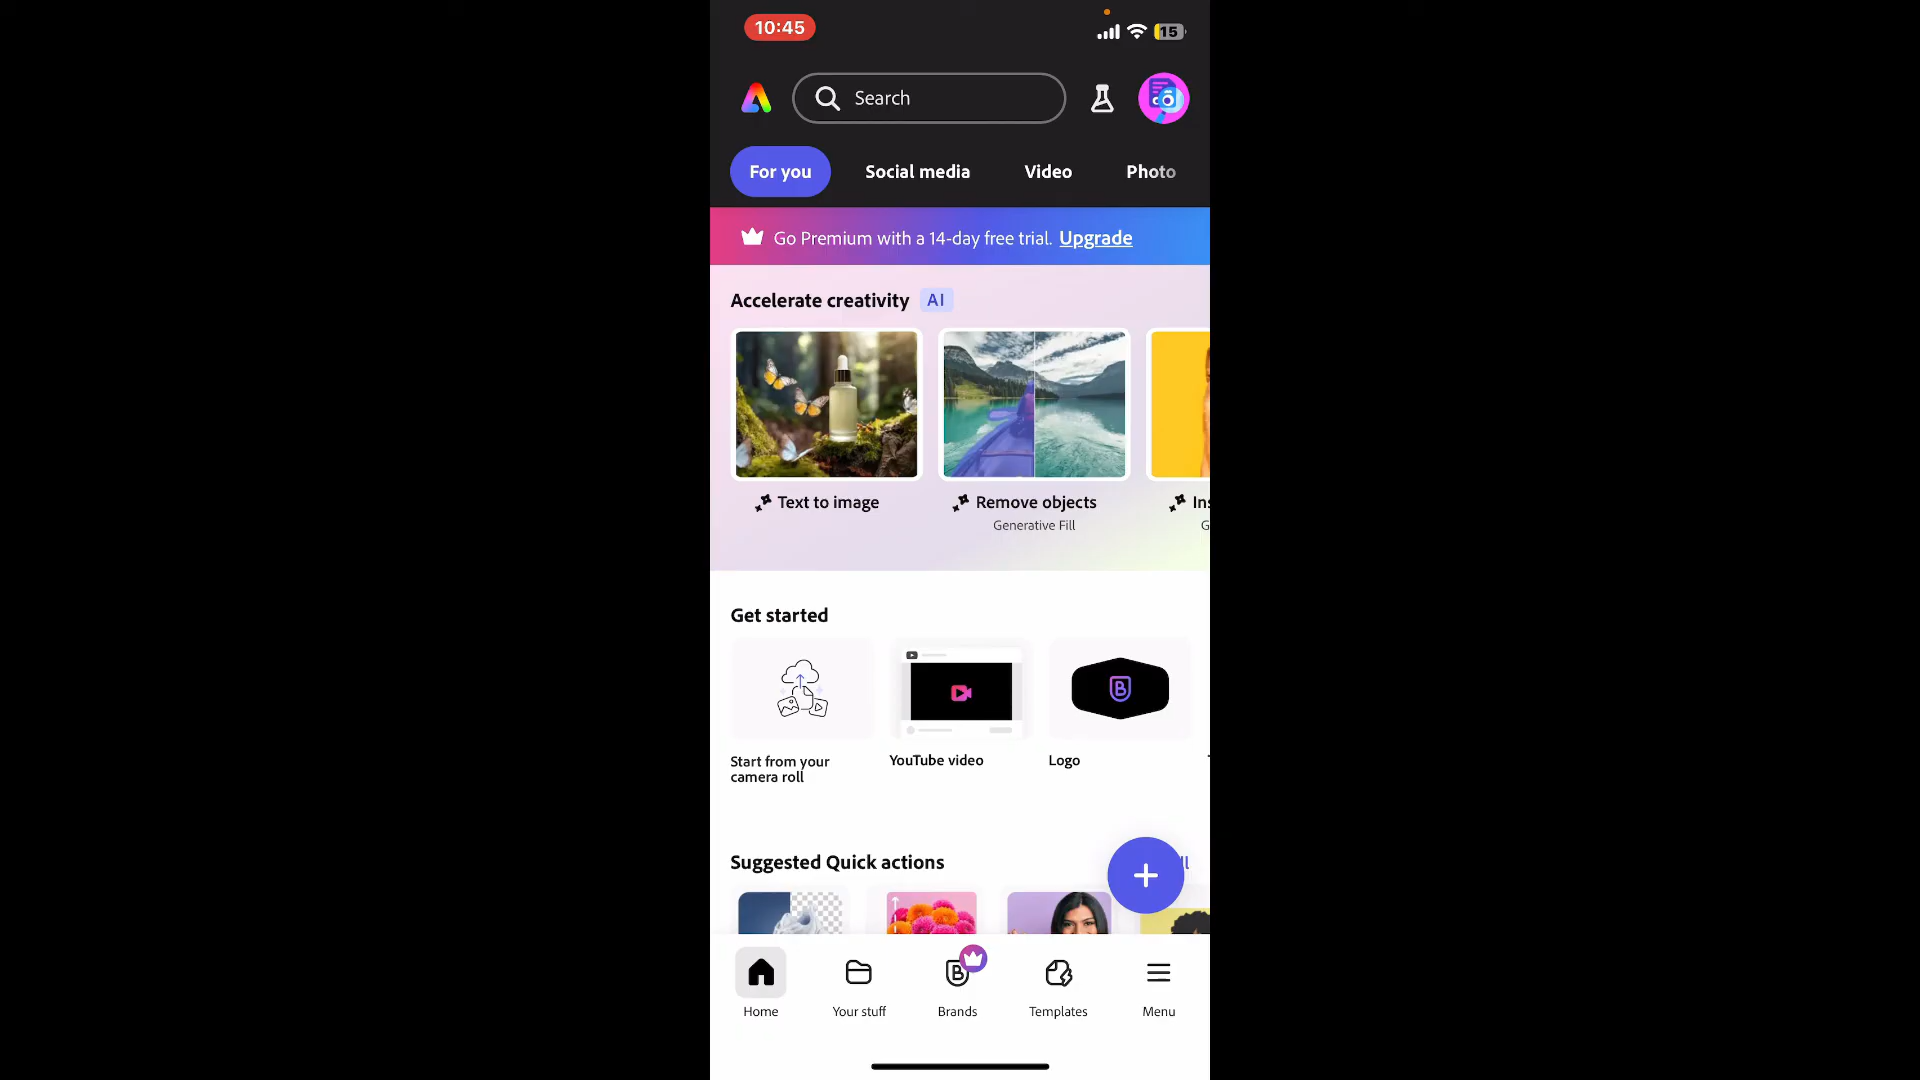 10:45
15
Search
For you Social media Video Photo
Go Premium with a 14-day free trial. Upgrade
Accelerate creativity AI
Text to image Remove objects
Generative Fill
Get started
B
Start from your YouTube video Logo
camera roll
Suggested Quick actions
B
Home Your stuff Brands Templates Menu